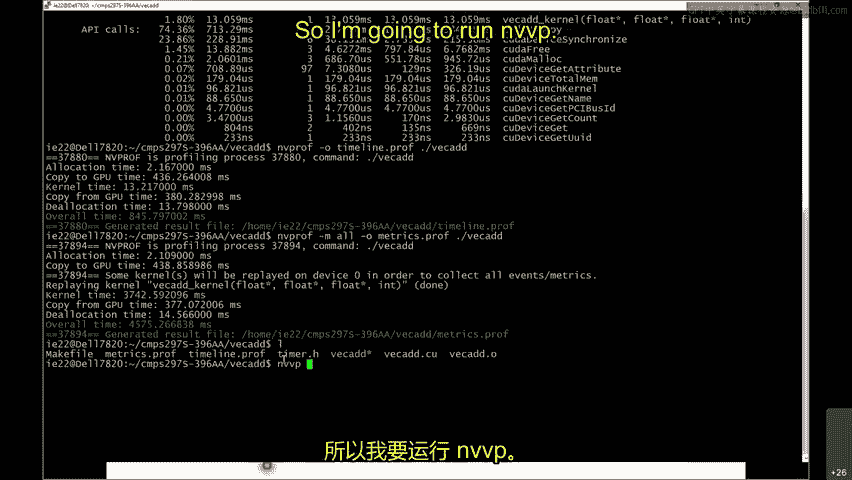 ie22@Dell7820: ~/cmps297S-396AA/vecadd
1.80% 13.059ms 1 13.059ms 13.059ms 13.059ms vecadd_kernel(float*, float*, float*, int)
So I'm going to run nvvp.
API calls: 74.36% 713.29ms
23.86% 228.91ms
1.45% 13.882ms 3 4.6272ms 797.84us 6.7682ms cudaFree
0.21% 2.0601ms 3 686.70us 551.78us 945.72us cudaMalloc
0.07% 708.89us 97 7.3080us 129ns 326.19us cuDeviceGetAttribute
0.02% 179.04us 1 179.04us 179.04us 179.04us cuDeviceTotalMem
0.01% 96.821us 1 96.821us 96.821us 96.821us cudaLaunchKernel
0.01% 88.650us 1 88.650us 88.650us 88.650us cuDeviceGetName
0.00% 4.7700us 1 4.7700us 4.7700us 4.7700us cuDeviceGetPCIBusId
0.00% 3.4700us 3 1.1560us 170ns 2.9830us cuDeviceGetCount
0.00% 804ns 2 402ns 135ns 669ns cuDeviceGet
0.00% 233ns 1 233ns 233ns 233ns cuDeviceGetUuid
ie22@Dell7820:~/cmps297S-396AA/vecadd$ nvprof -o timeline.prof ./vecadd
==37880== NVPROF is profiling process 37880, command: ./vecadd
Allocation time: 2.167000 ms
Copy to GPU time: 436.264008 ms
Kernel time: 13.217000 ms
Copy from GPU time: 380.282998 ms
Deallocation time: 13.798000 ms
Overall time: 845.797002 ms
==37880== Generated result file: /home/ie22/cmps297S-396AA/vecadd/timeline.prof
ie22@Dell7820:~/cmps297S-396AA/vecadd$ nvprof -m all -o metrics.prof ./vecadd
==37894== NVPROF is profiling process 37894, command: ./vecadd
Allocation time: 2.109000 ms
Copy to GPU time: 438.858986 ms
==37894== Some kernel(s) will be replayed on device 0 in order to collect all events/metrics.
Replaying kernel "vecadd_kernel(float*, float*, float*, int)" (done)
Kernel time: 3742.592096 ms
Copy from GPU time: 377.072006 ms
Deallocation time: 14.566000 ms
Overall time: 4575.266838 ms
==37894== Generated result file: /home/ie22/cmps297S-396AA/vecadd/metrics.prof
ie22@Dell7820:~/cmps297S-396AA/vecadd$ l
Makefile metrics.prof timeline.prof timer.h vecadd* vecadd.cu vecadd.o
ie22@Dell7820:~/cmps297S-396AA/vecadd$ nvvp
所以我要运行 nvvp。
+26